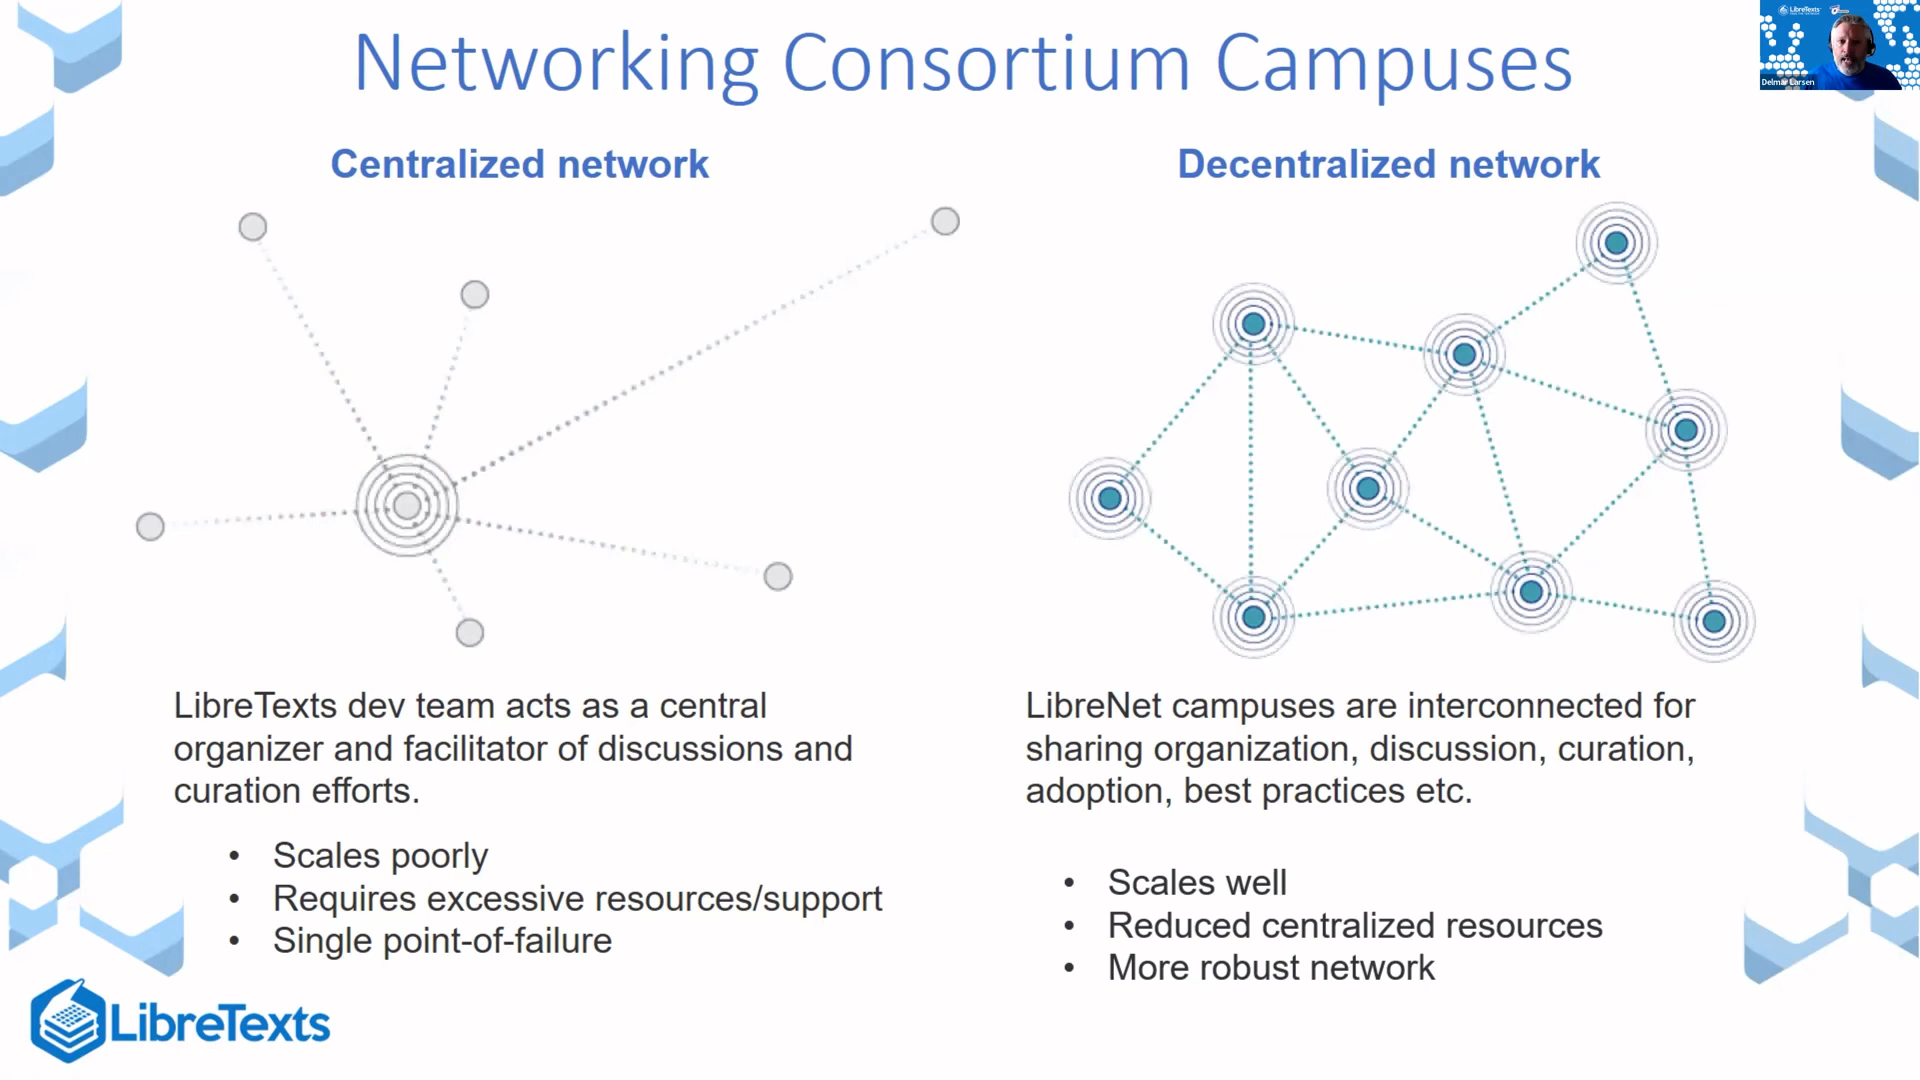 Networking Consortium Campuses
LibreTexts
Delmar Larsen
Centralized network
Decentralized network
LibreTexts dev team acts as a central
organizer and facilitator of discussions and
curation efforts.
• Scales poorly
• Requires excessive resources/support
• Single point-of-failure
LibreNet campuses are interconnected for
sharing organization, discussion, curation,
adoption, best practices etc.
• Scales well
• Reduced centralized resources
• More robust network
LibreTexts